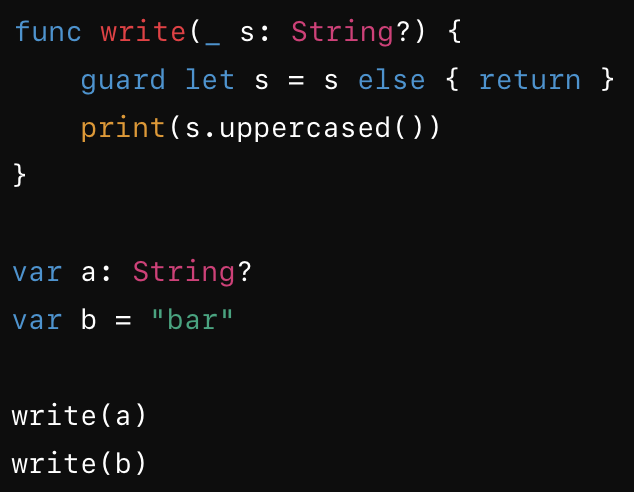 func write(_ s: String?) {
    guard let s = s else { return }
    print(s.uppercased())
}

var a: String?
var b = "bar"

write(a)
write(b)